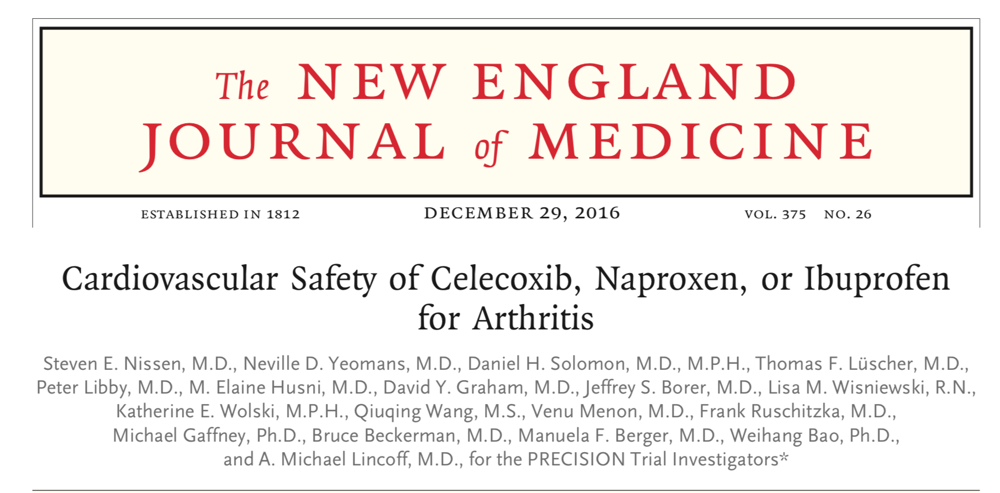 The NEW ENGLAND
JOURNAL of MEDICINE
ESTABLISHED IN 1812 DECEMBER 29, 2016 VOL. 375 NO. 26
Cardiovascular Safety of Celecoxib, Naproxen, or Ibuprofen
for Arthritis
Steven E. Nissen, M.D., Neville D. Yeomans, M.D., Daniel H. Solomon, M.D., M.P.H., Thomas F. Lüscher, M.D.,
Peter Libby, M.D., M. Elaine Husni, M.D., David Y. Graham, M.D., Jeffrey S. Borer, M.D., Lisa M. Wisniewski, R.N.,
Katherine E. Wolski, M.P.H., Qiuqing Wang, M.S., Venu Menon, M.D., Frank Ruschitzka, M.D.,
Michael Gaffney, Ph.D., Bruce Beckerman, M.D., Manuela F. Berger, M.D., Weihang Bao, Ph.D.,
and A. Michael Lincoff, M.D., for the PRECISION Trial Investigators*